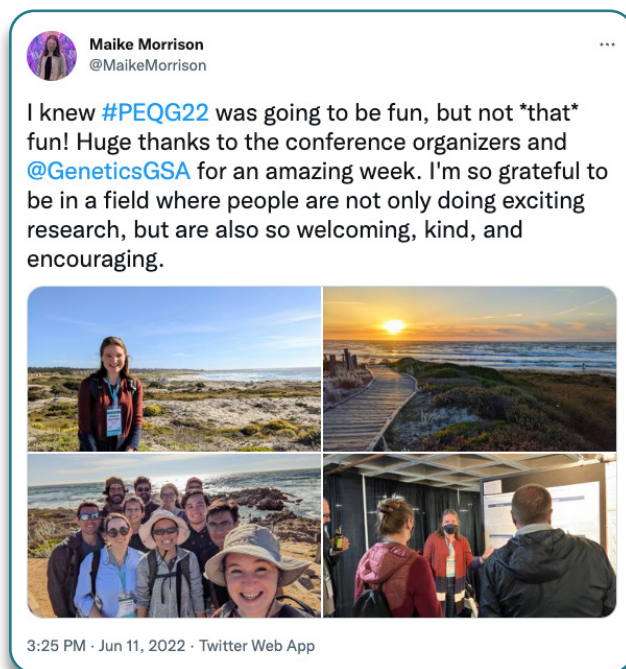 Maike Morrison
@MaikeMorrison
I knew #PEQG22 was going to be fun, but not *that*
fun! Huge thanks to the conference organizers and
@GeneticsGSA for an amazing week. I'm so grateful to
be in a field where people are not only doing exciting
research, but are also so welcoming, kind, and
encouraging.
3:25 PM · Jun 11, 2022 · Twitter Web App